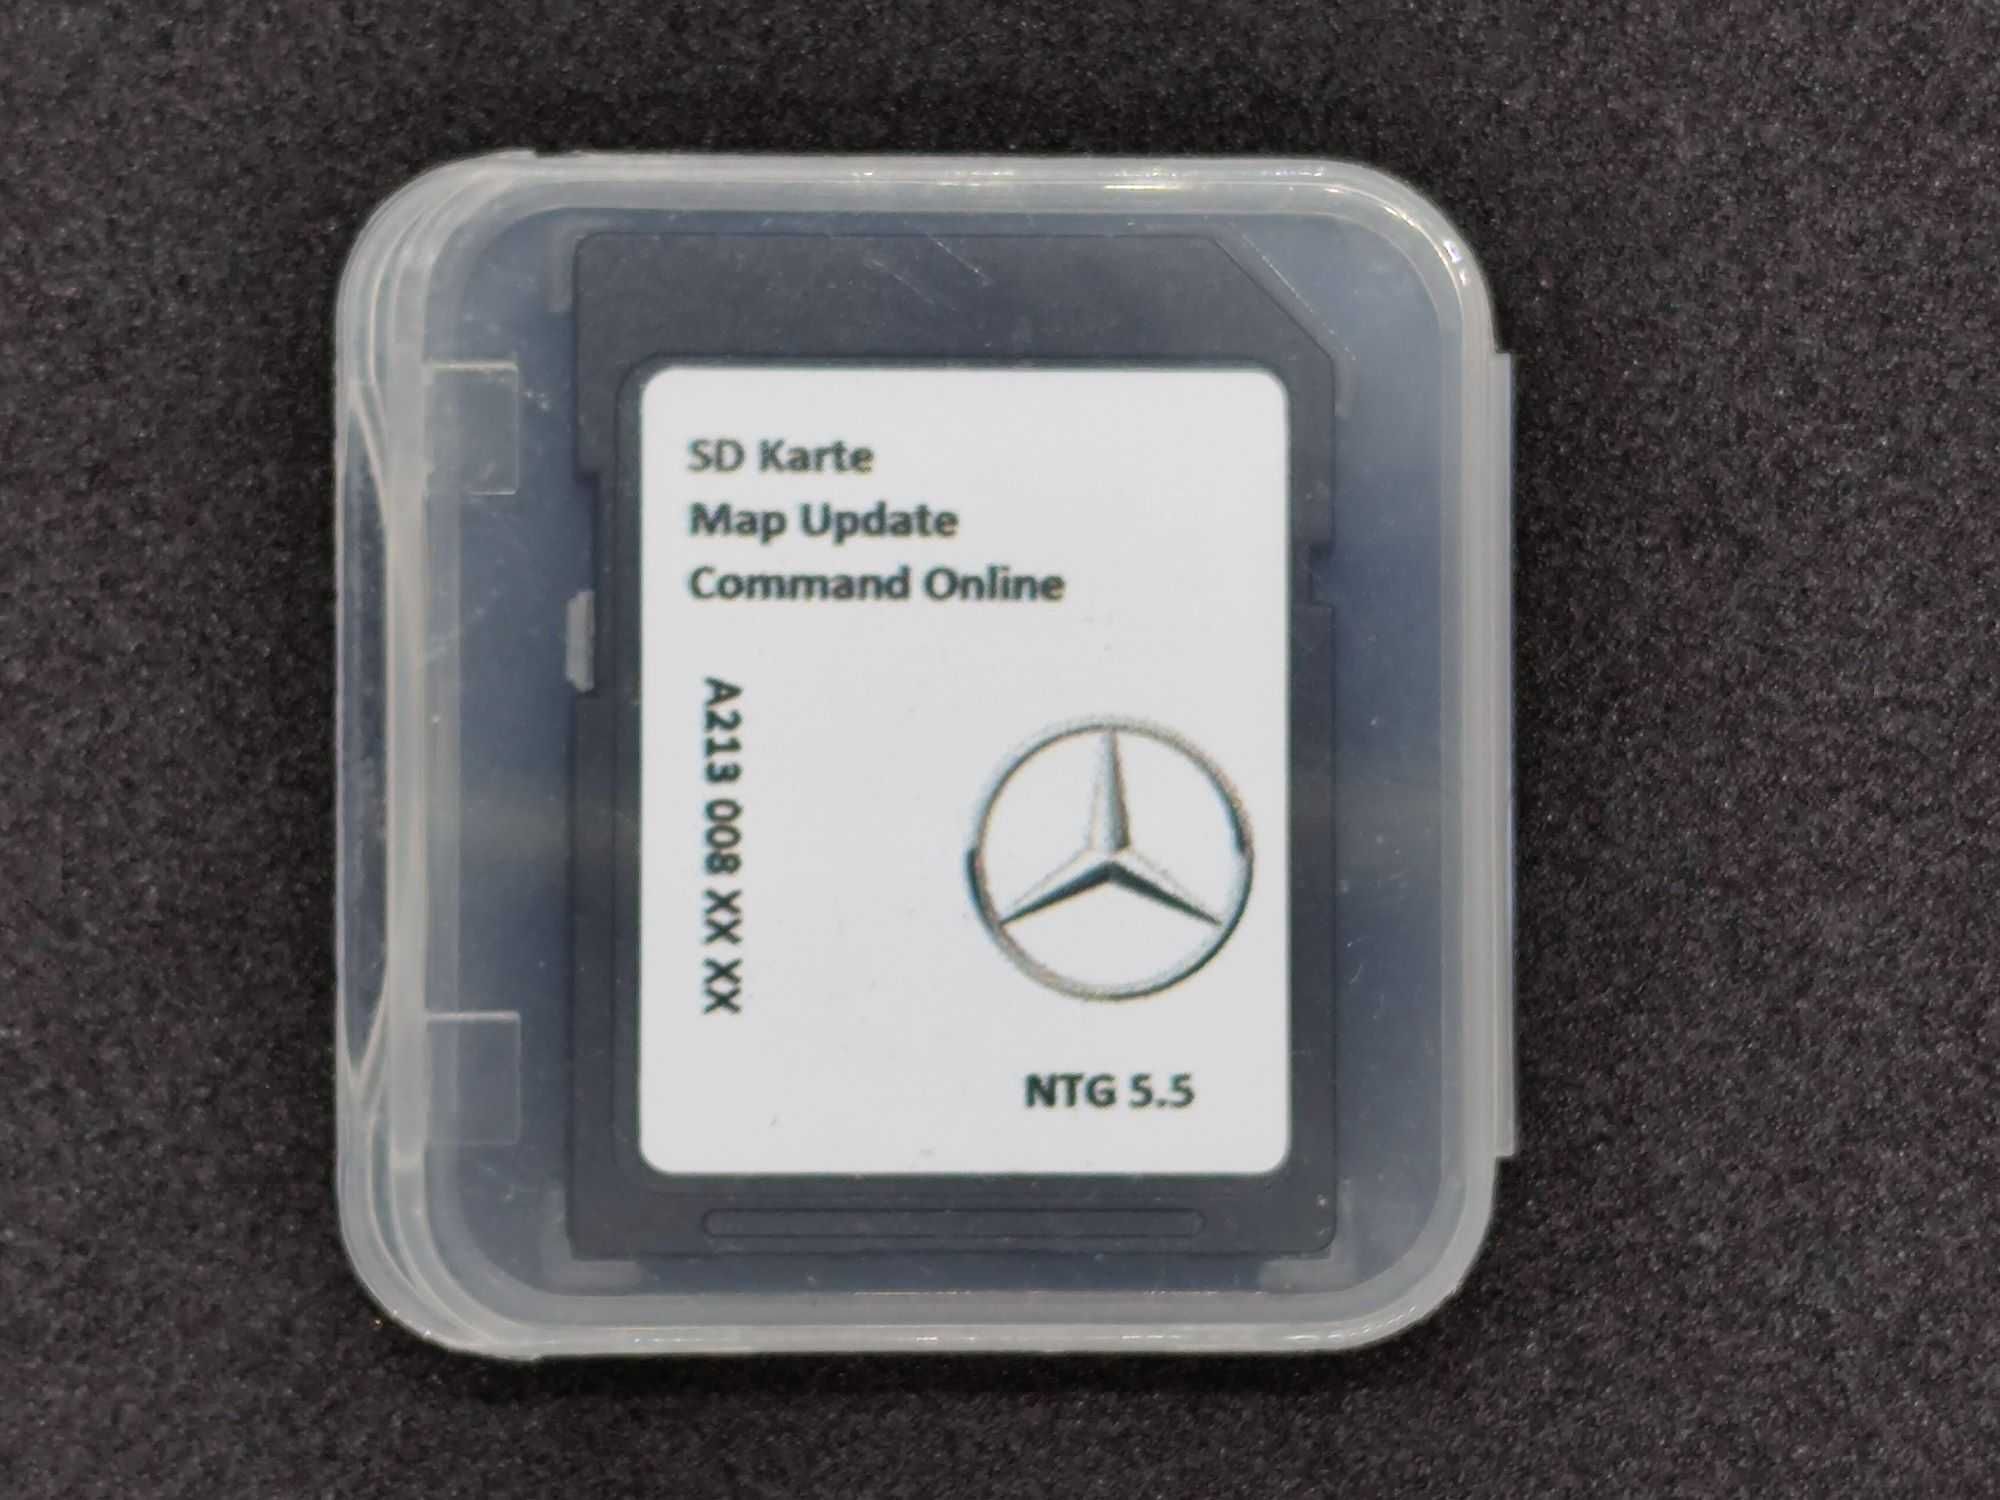 SD Karte
Map Update
Command Online
A213 008 XX XX
NTG 5.5